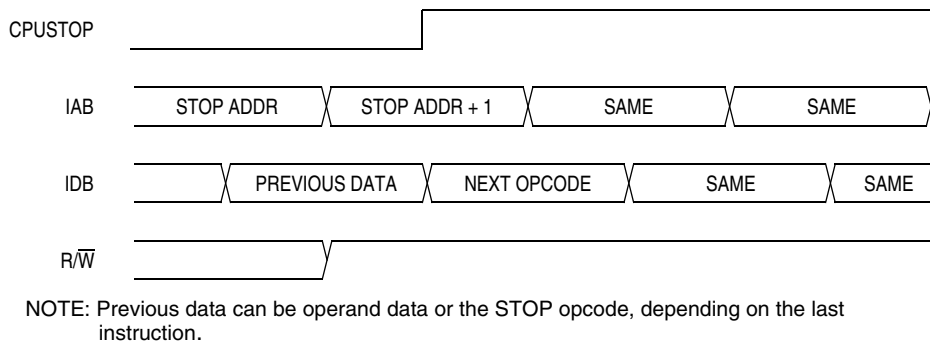 CPUSTOP
IAB STOP ADDR STOP ADDR + 1 SAME SAME
IDB PREVIOUS DATA NEXT OPCODE SAME SAME
R/W̅
NOTE: Previous data can be operand data or the STOP opcode, depending on the last
instruction.